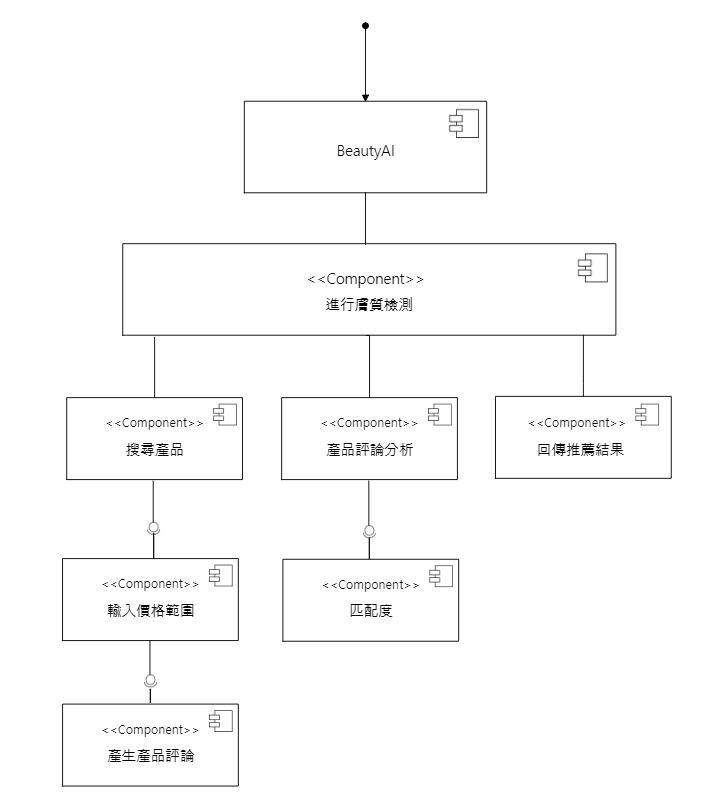 BeautyAI
<<Component>>
進行膚質檢測
<<Component>>
搜尋產品
<<Component>>
產品評論分析
<<Component>>
回傳推薦結果
<<Component>>
輸入價格範圍
<<Component>>
匹配度
<<Component>>
產生產品評論